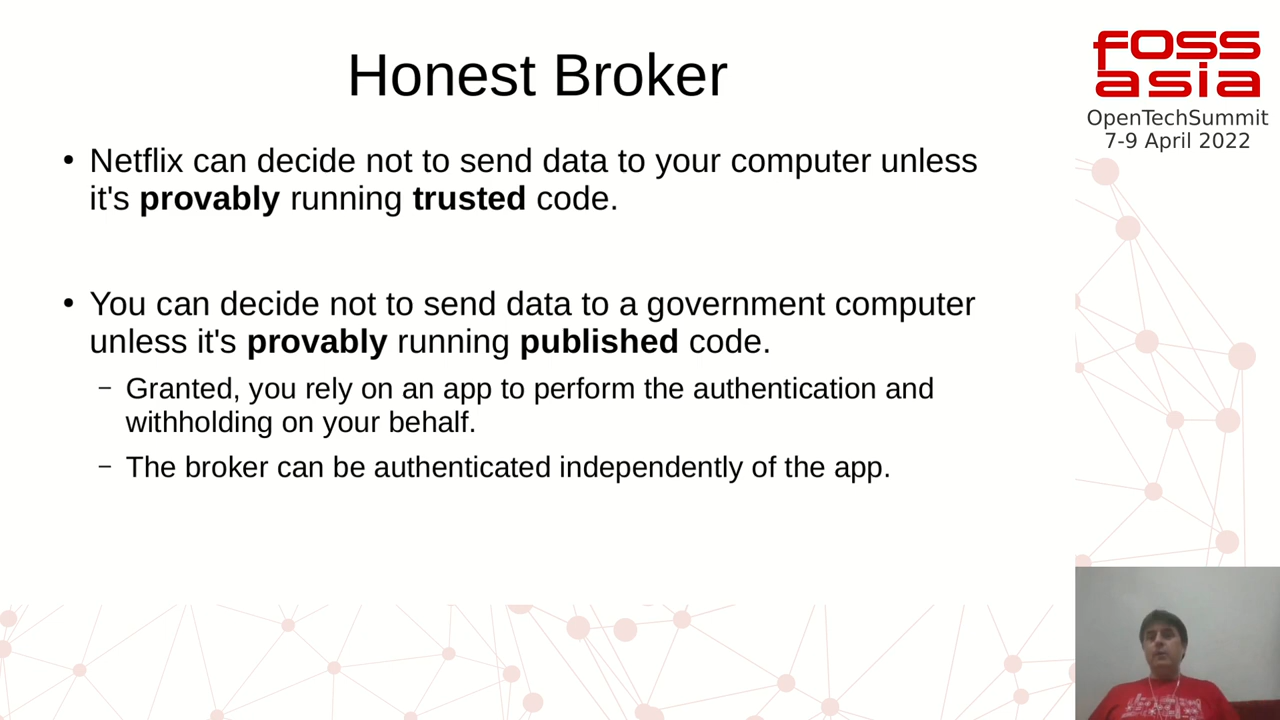 Honest Broker
foss
asia
OpenTechSummit
7-9 April 2022
• Netflix can decide not to send data to your computer unless
it's provably running trusted code.
• You can decide not to send data to a government computer
unless it's provably running published code.
– Granted, you rely on an app to perform the authentication and
withholding on your behalf.
– The broker can be authenticated independently of the app.